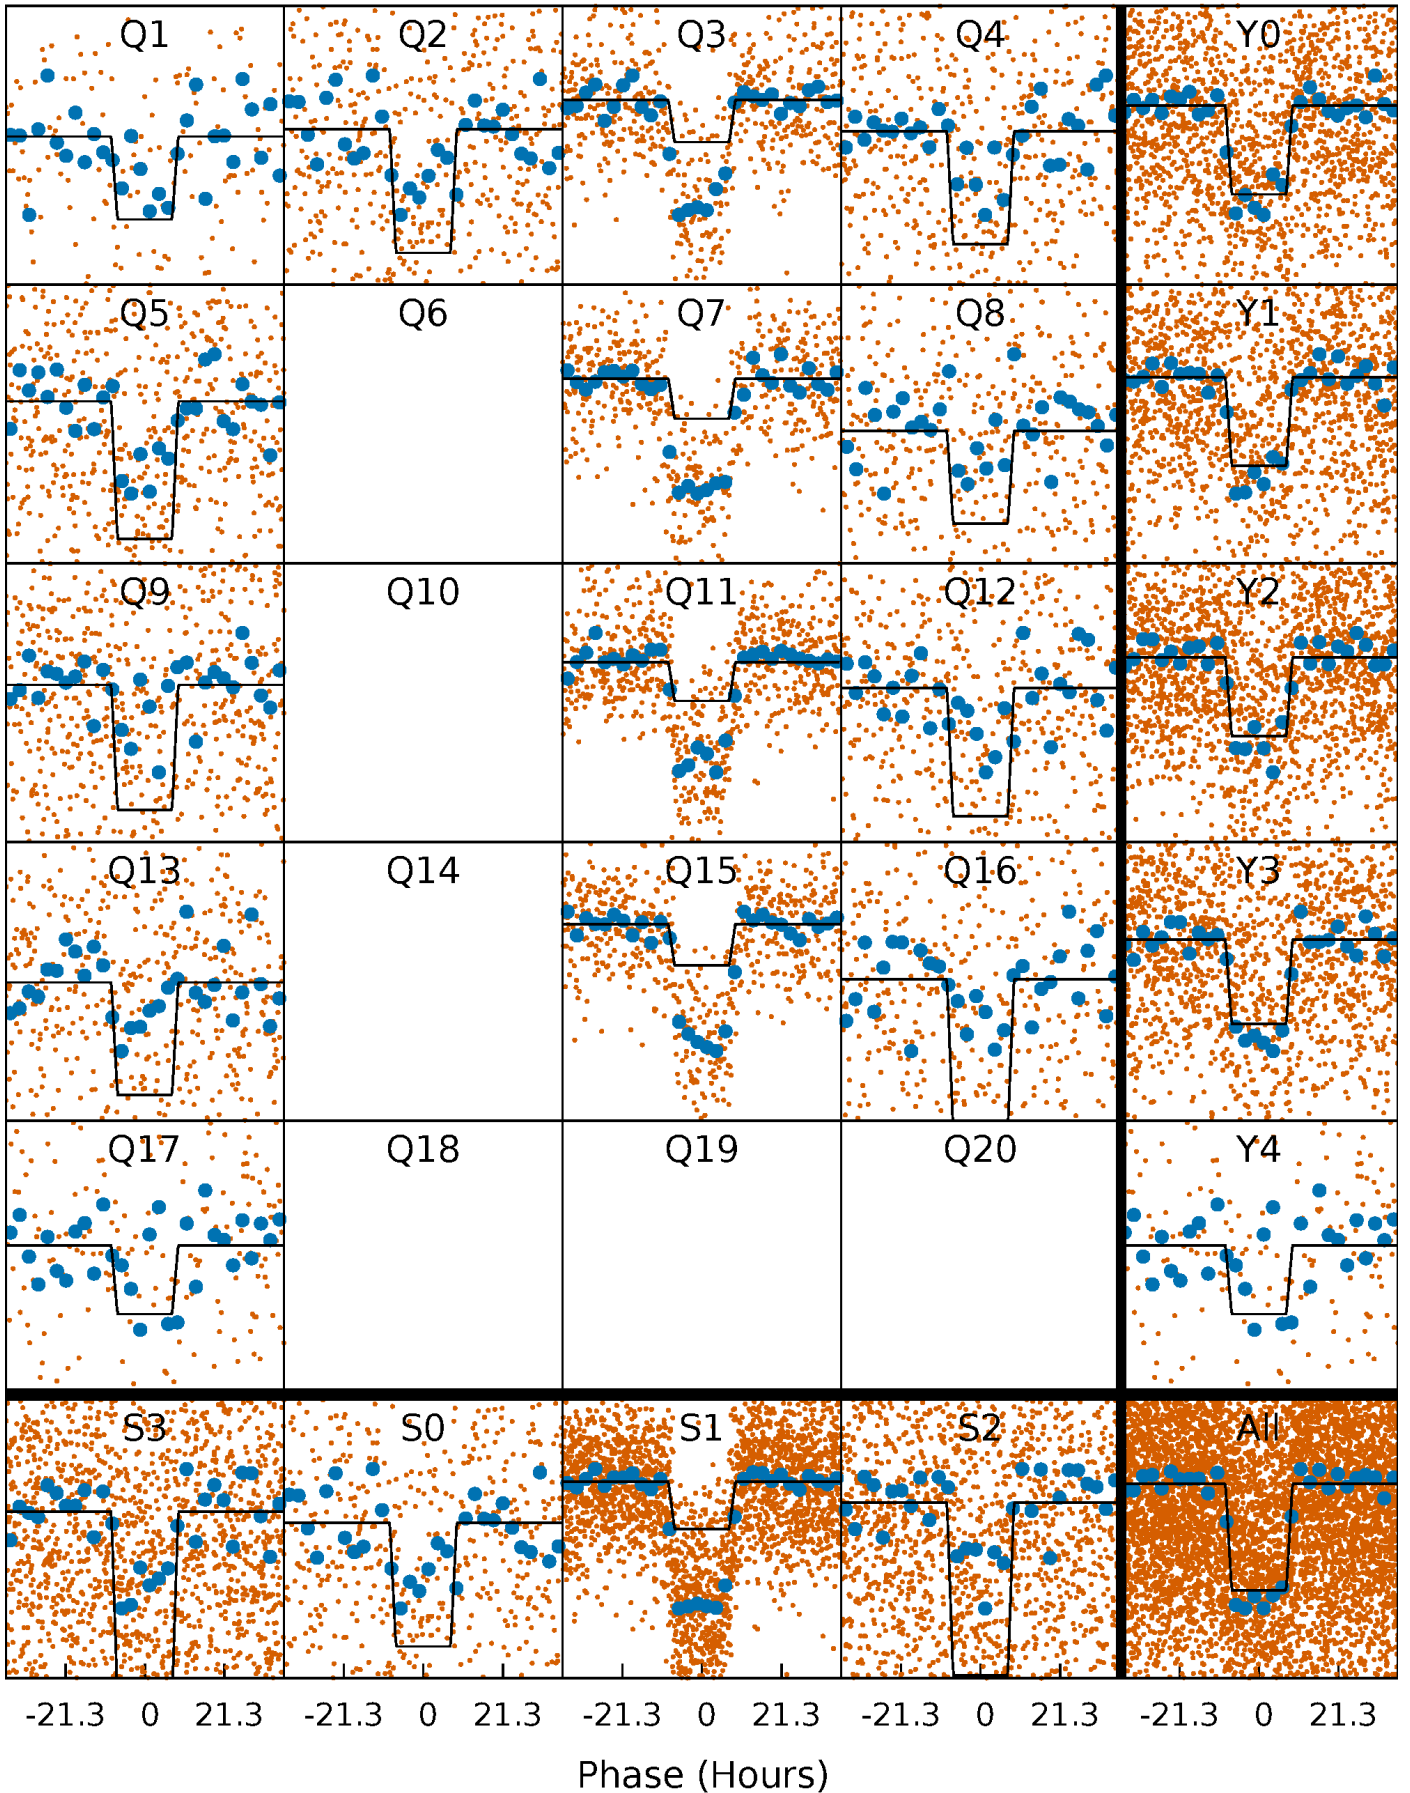 Q1 Q2 Q3 Q4 Y0
Q5 Q6 Q7 Q8 Y1
Q9 Q10 Q11 Q12 Y2
Q13 Q14 Q15 Q16 Y3
Q17 Q18 Q19 Q20 Y4
S3 S0 S1 S2 All
-21.3 0 21.3 -21.3 0 21.3 -21.3 0 21.3 -21.3 0 21.3 -21.3 0 21.3
Phase (Hours)